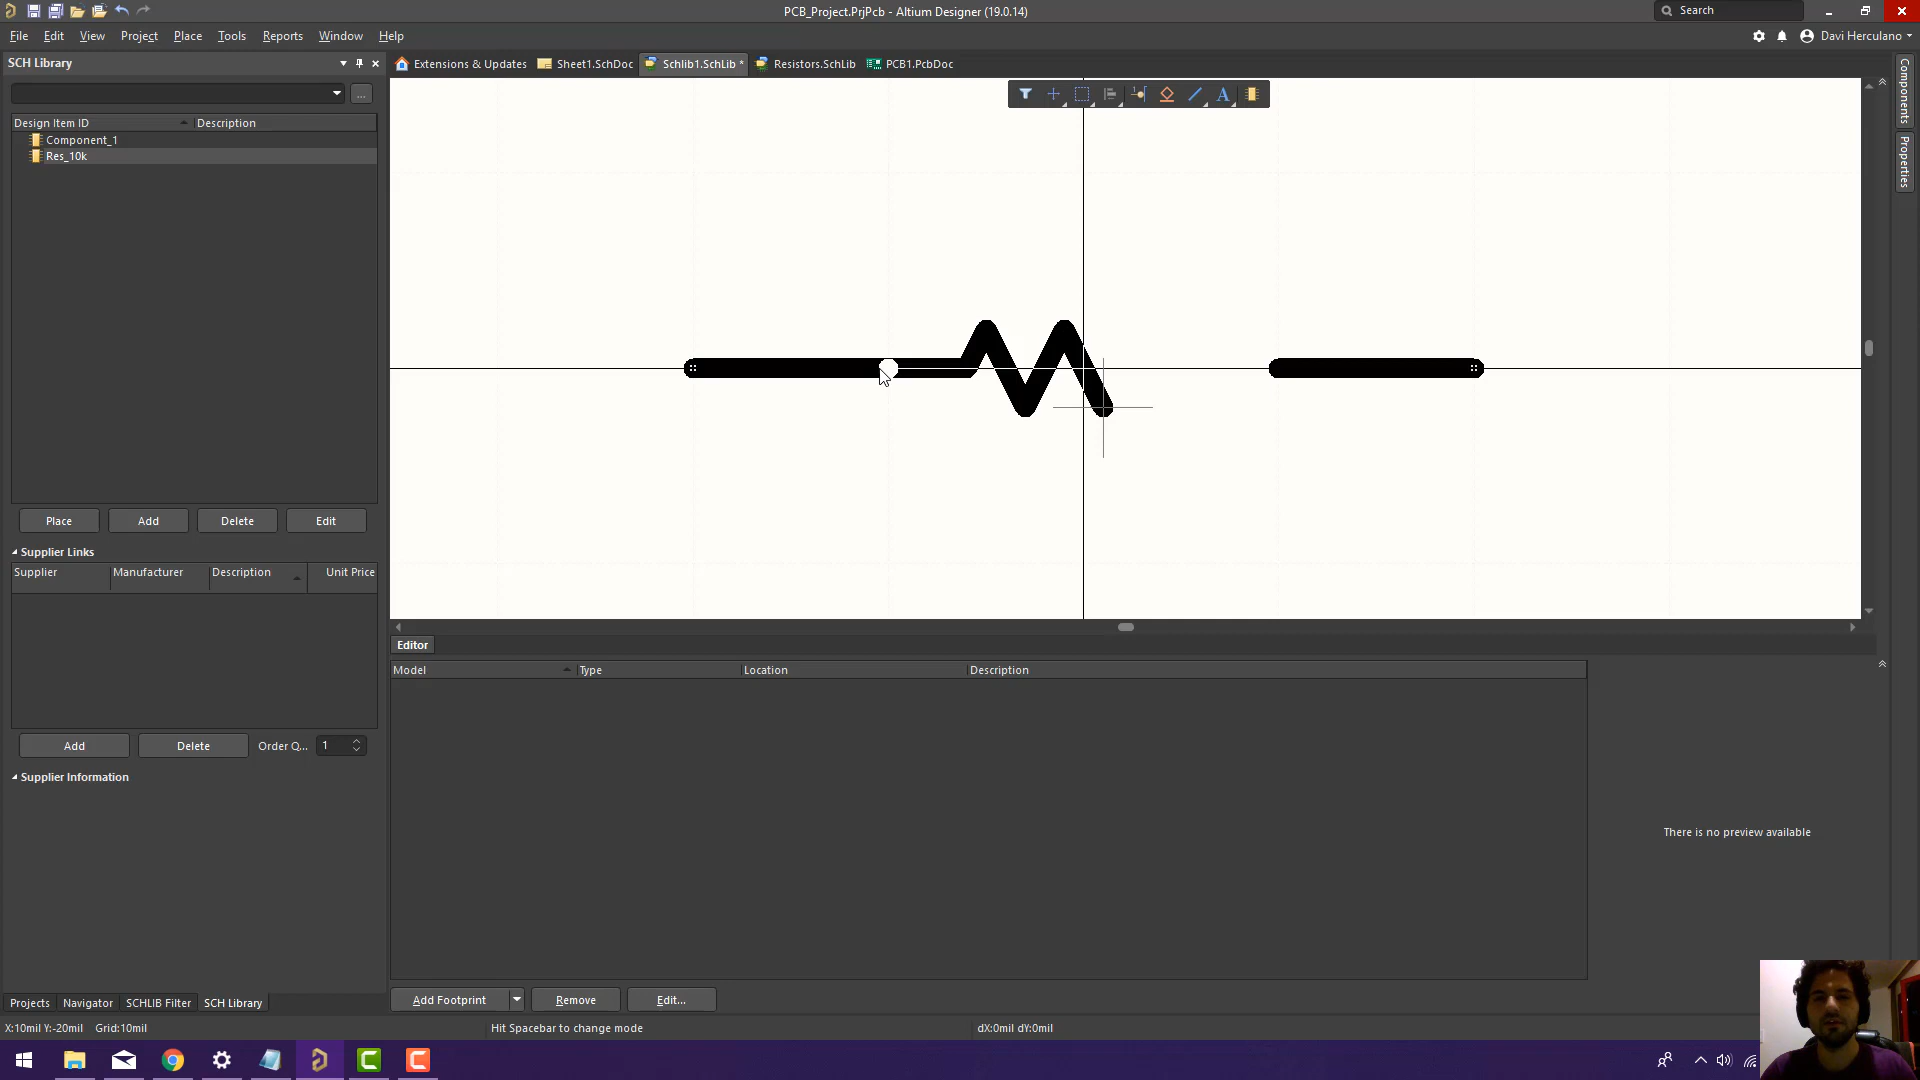 PCB_Project.PrjPcb - Altium Designer (19.0.14)
Search
File Edit View Project Place Tools Reports Window Help
Davi Herculano
SCH Library
Extensions & Updates Sheet1.SchDoc Schlib1.SchLib * Resistors.SchLib PCB1.PcbDoc
...
Design Item ID Description
Component_1
Res_10k
Components
Properties
Place Add Delete Edit
Supplier Links
Supplier Manufacturer Description Unit Price
Add Delete Order Q... 1
Supplier Information
Editor
Model Type Location Description
There is no preview available
Add Footprint Remove Edit...
Projects Navigator SCHLIB Filter SCH Library
X:10mil Y:-20mil Grid:10mil Hit Spacebar to change mode dX:0mil dY:0mil